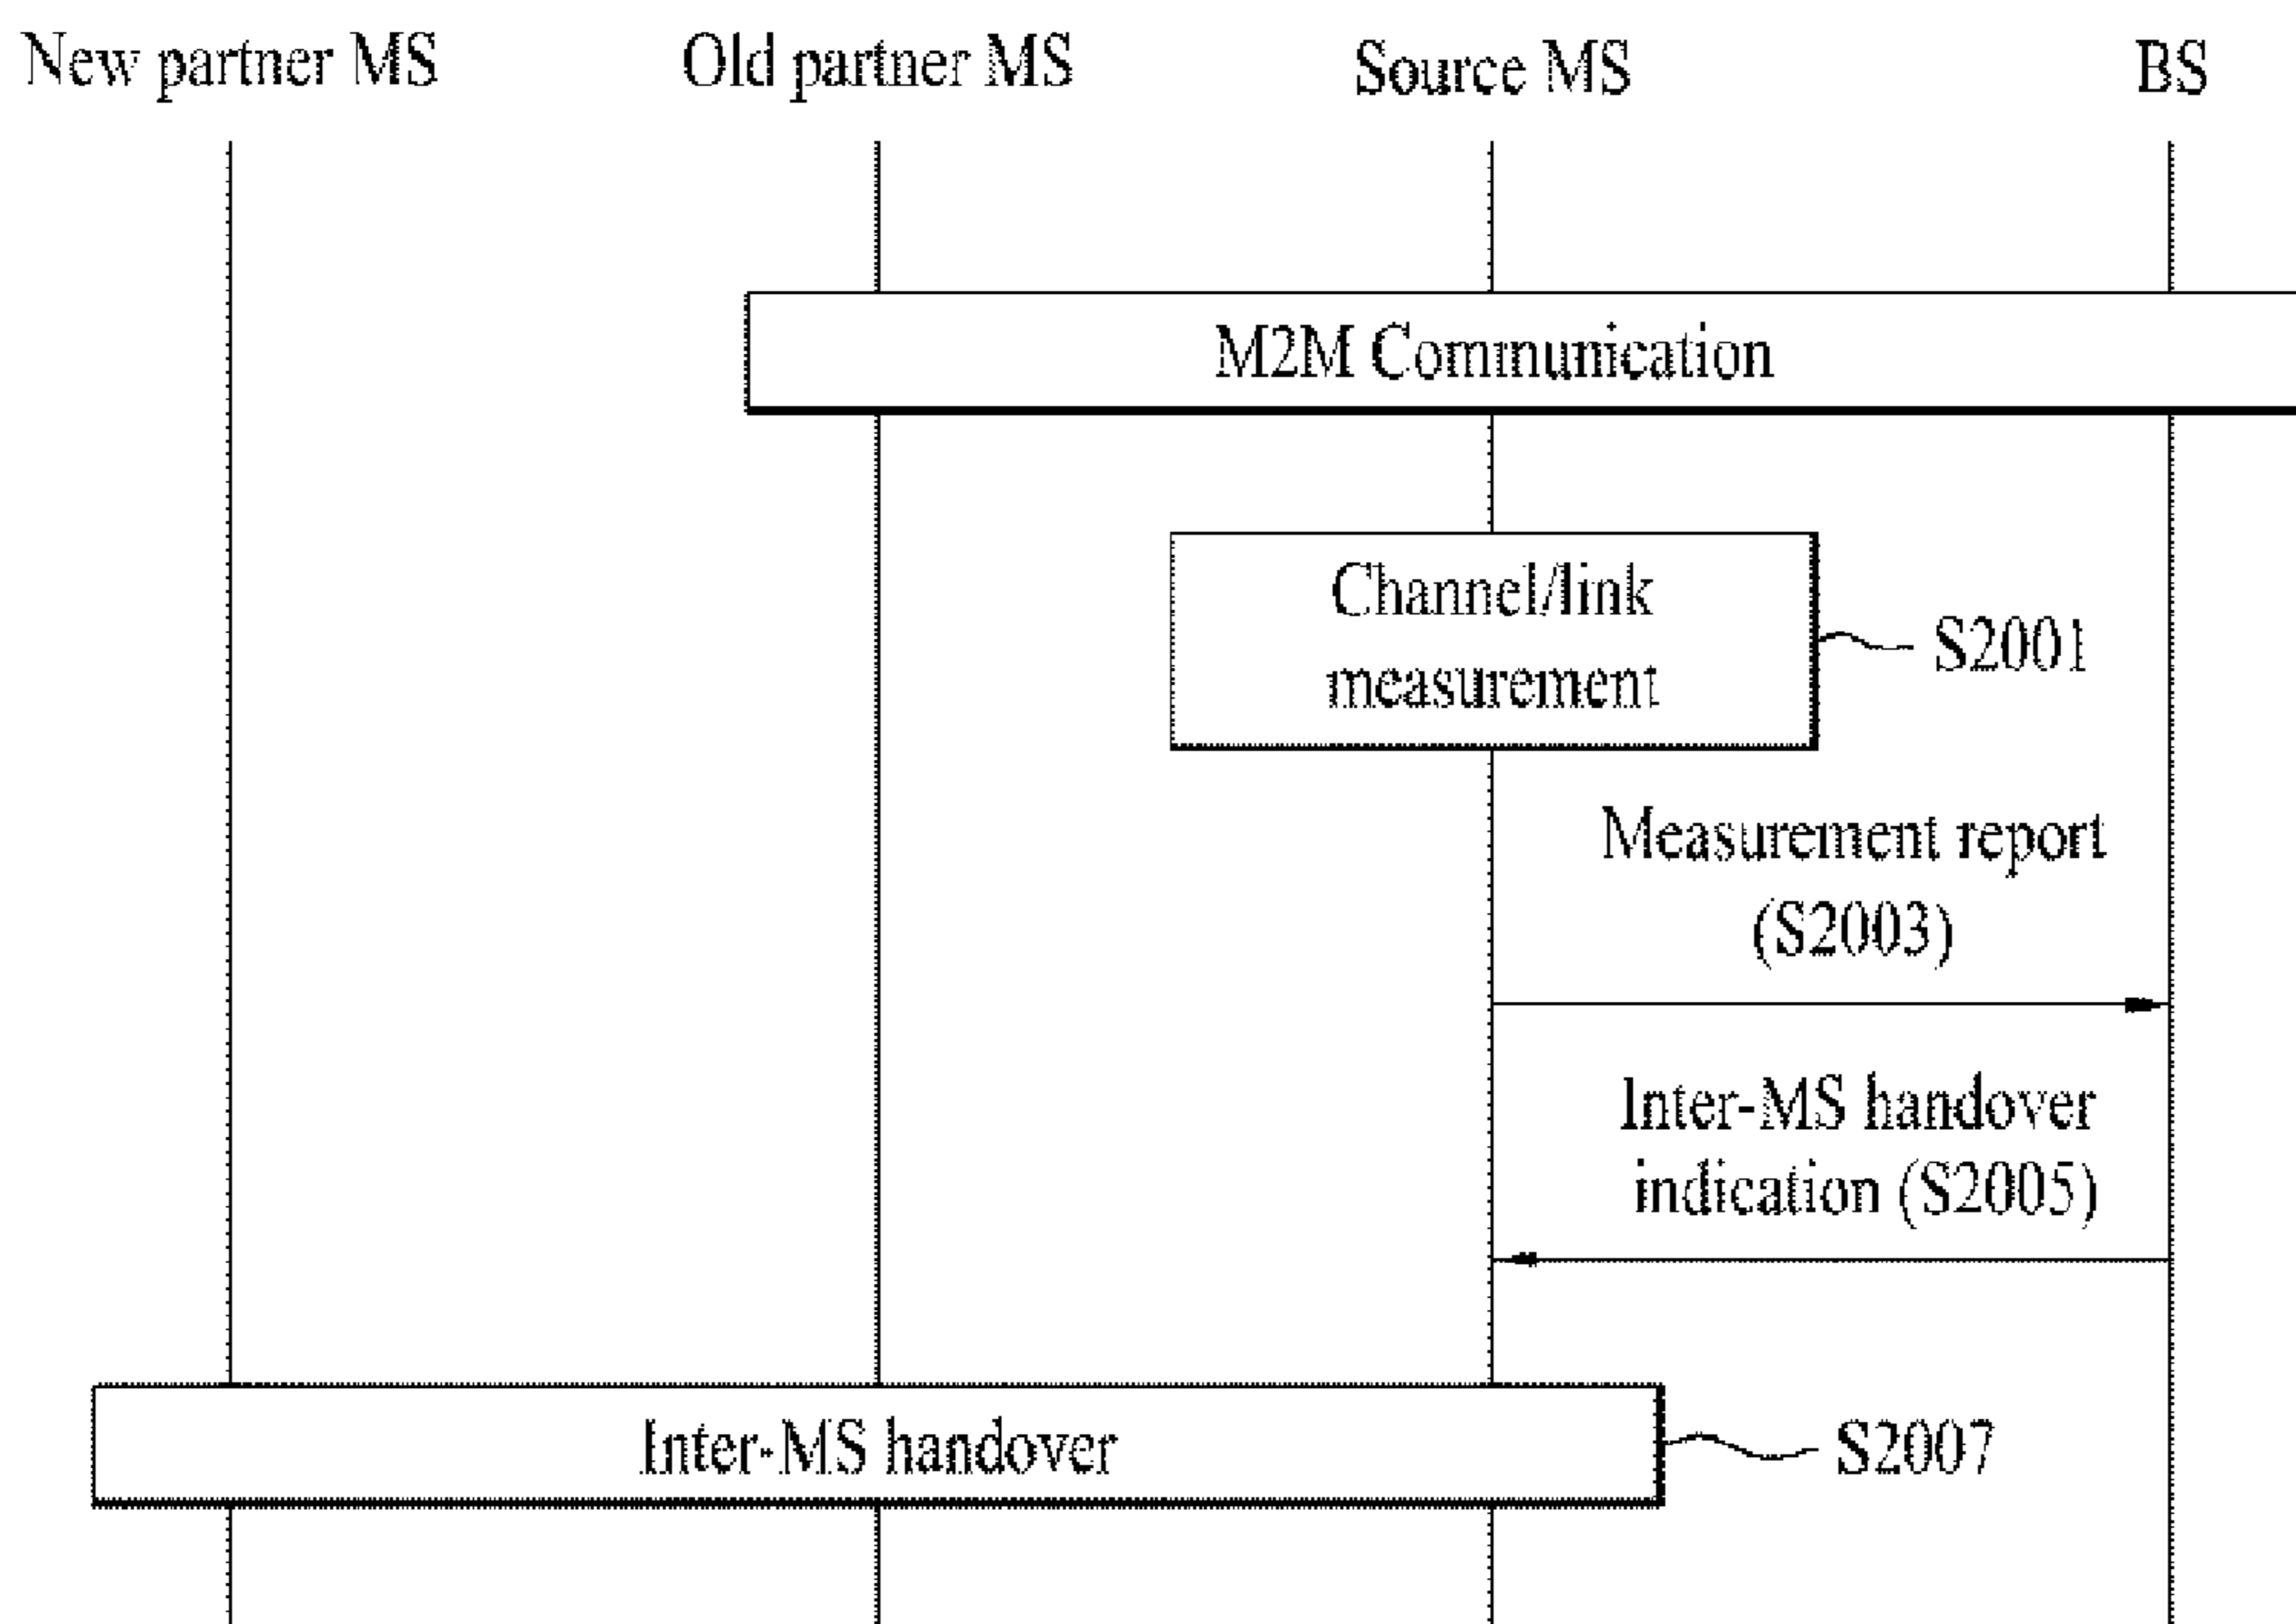 New partner MS
Old partner MS
Source MS
BS
M2M Communication
Channel/link
measurement
S2001
Measurement report
(S2003)
Inter-MS handover
indication (S2005)
Inter-MS handover
S2007